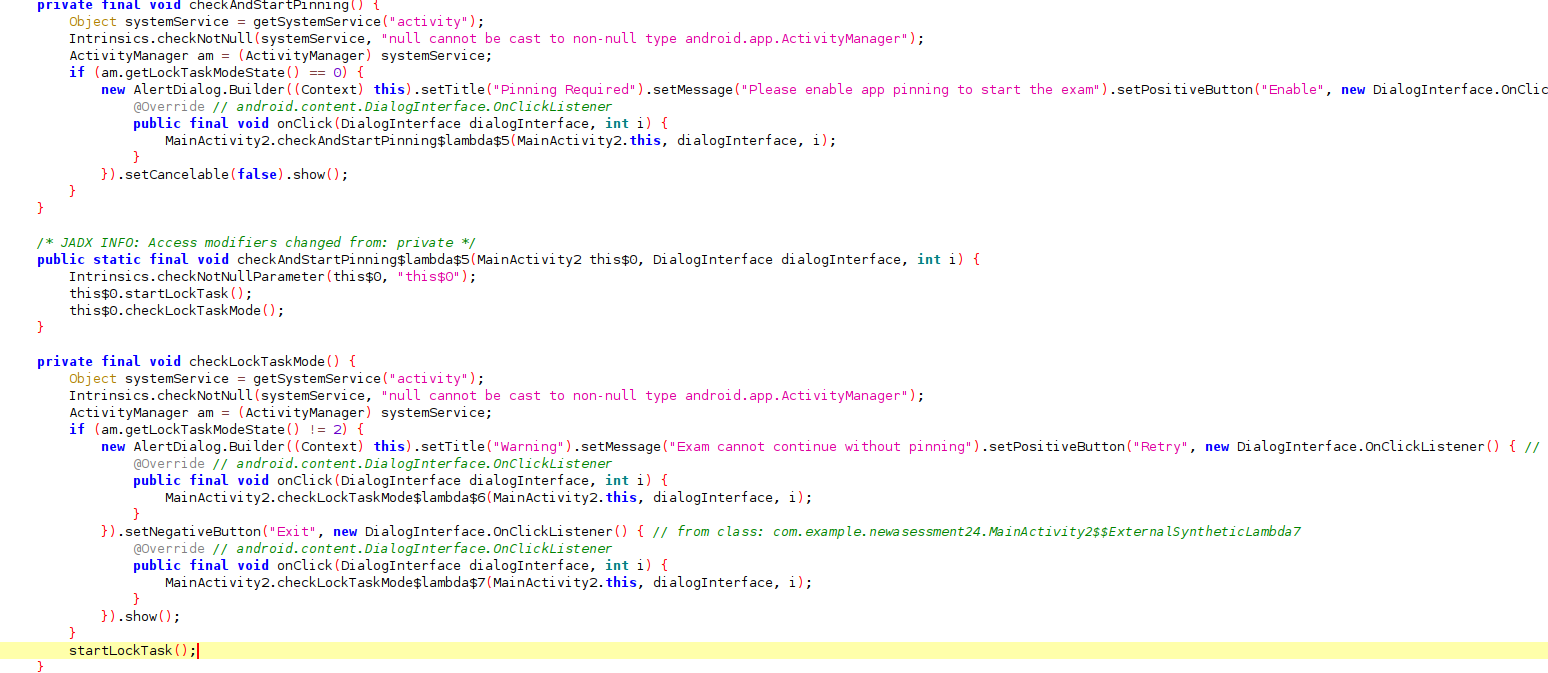 private final void checkAndStartPinning() {
Object systemService = getSystemService("activity");
Intrinsics.checkNotNull(systemService, "null cannot be cast to non-null type android.app.ActivityManager");
ActivityManager am = (ActivityManager) systemService;
if (am.getLockTaskModeState() == 0) {
new AlertDialog.Builder((Context) this).setTitle("Pinning Required").setMessage("Please enable app pinning to start the exam").setPositiveButton("Enable", new DialogInterface.OnClic
@Override // android.content.DialogInterface.OnClickListener
public final void onClick(DialogInterface dialogInterface, int i) {
MainActivity2.checkAndStartPinning$lambda$5(MainActivity2.this, dialogInterface, i);
}
}).setCancelable(false).show();
}
}
/* JADX INFO: Access modifiers changed from: private */
public static final void checkAndStartPinning$lambda$5(MainActivity2 this$0, DialogInterface dialogInterface, int i) {
Intrinsics.checkNotNullParameter(this$0, "this$0");
this$0.startLockTask();
this$0.checkLockTaskMode();
}
private final void checkLockTaskMode() {
Object systemService = getSystemService("activity");
Intrinsics.checkNotNull(systemService, "null cannot be cast to non-null type android.app.ActivityManager");
ActivityManager am = (ActivityManager) systemService;
if (am.getLockTaskModeState() != 2) {
new AlertDialog.Builder((Context) this).setTitle("Warning").setMessage("Exam cannot continue without pinning").setPositiveButton("Retry", new DialogInterface.OnClickListener() { //
@Override // android.content.DialogInterface.OnClickListener
public final void onClick(DialogInterface dialogInterface, int i) {
MainActivity2.checkLockTaskMode$lambda$6(MainActivity2.this, dialogInterface, i);
}
}).setNegativeButton("Exit", new DialogInterface.OnClickListener() { // from class: com.example.newasessment24.MainActivity2$$ExternalSyntheticLambda7
@Override // android.content.DialogInterface.OnClickListener
public final void onClick(DialogInterface dialogInterface, int i) {
MainActivity2.checkLockTaskMode$lambda$7(MainActivity2.this, dialogInterface, i);
}
}).show();
}
startLockTask();
}